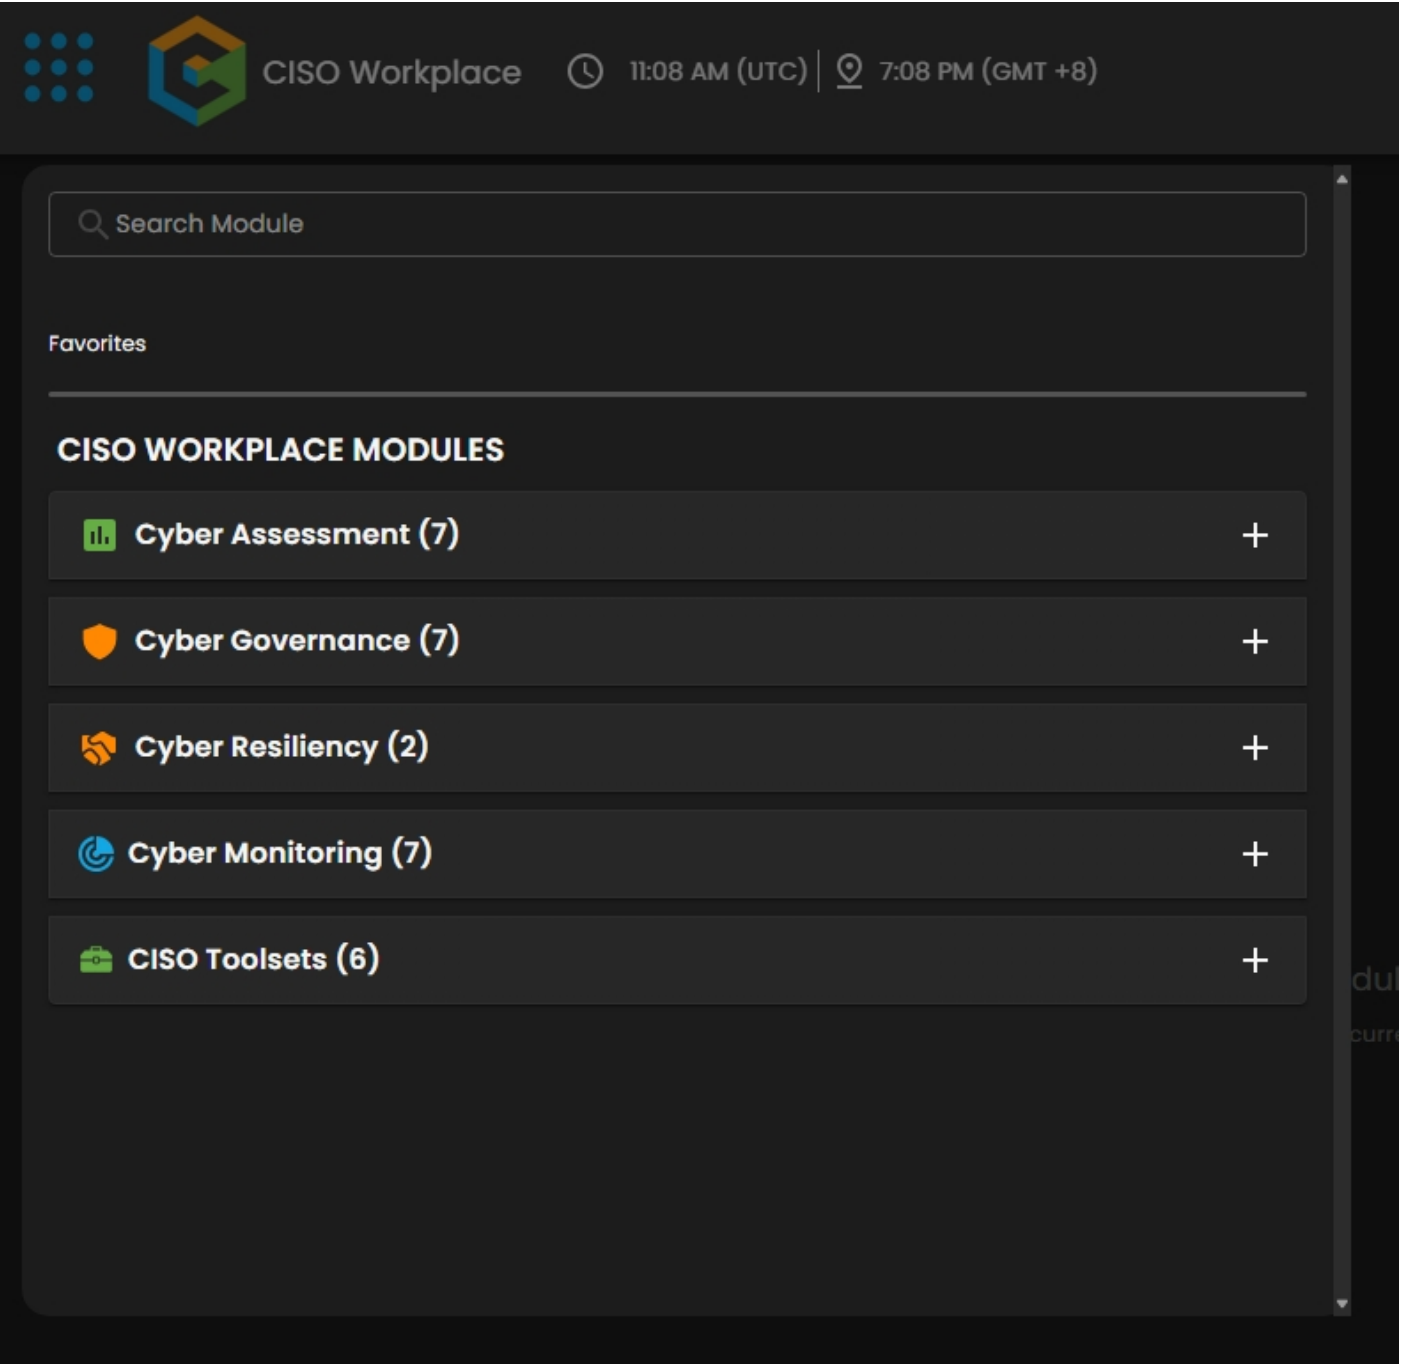 CISO Workplace 11:08 AM (UTC) 7:08 PM (GMT +8)
Search Module
Favorites
CISO WORKPLACE MODULES
Cyber Assessment (7)
Cyber Governance (7)
Cyber Resiliency (2)
Cyber Monitoring (7)
CISO Toolsets (6)